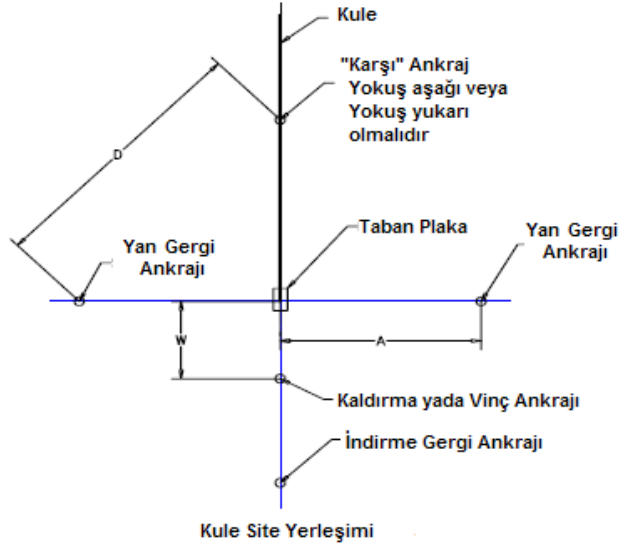 Kule
"Karşı" Ankraj
Yokuş aşağı veya
Yokuş yukarı
olmalıdır
D
Taban Plaka
Yan Gergi
Ankrajı
Yan Gergi
Ankrajı
W
A
Kaldırma yada Vinç Ankrajı
İndirme Gergi Ankrajı
Kule Site Yerleşimi